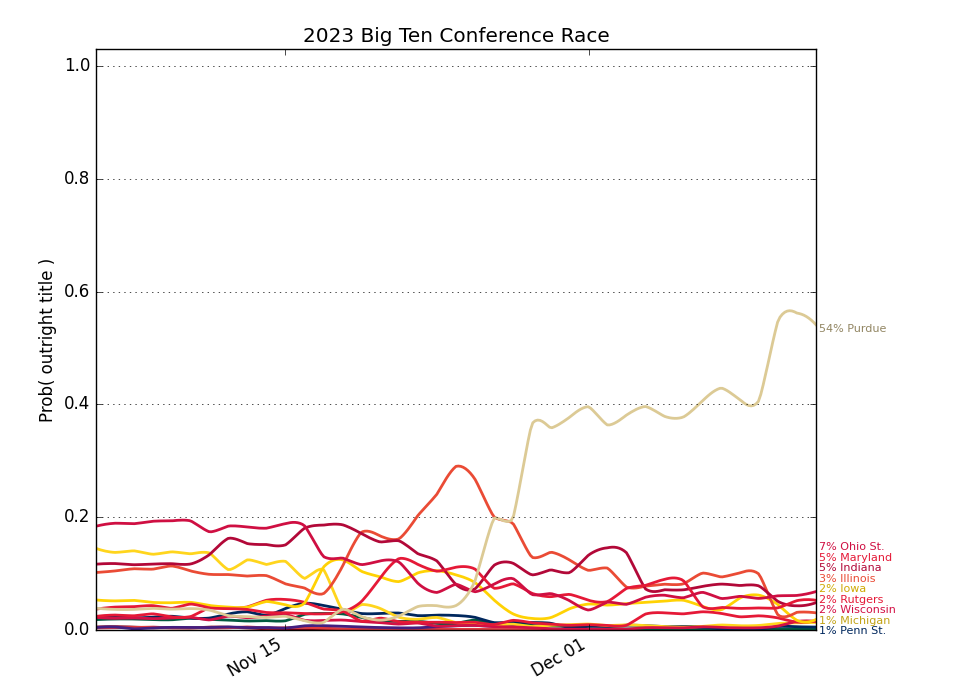 2023 Big Ten Conference Race
1.0
0.8
0.6
0.4
0.2
0.0
Prob( outright title )
Nov 15
Dec 01
54% Purdue
7% Ohio St.
5% Maryland
5% Indiana
3% Illinois
2% Iowa
2% Rutgers
2% Wisconsin
1% Michigan
1% Penn St.